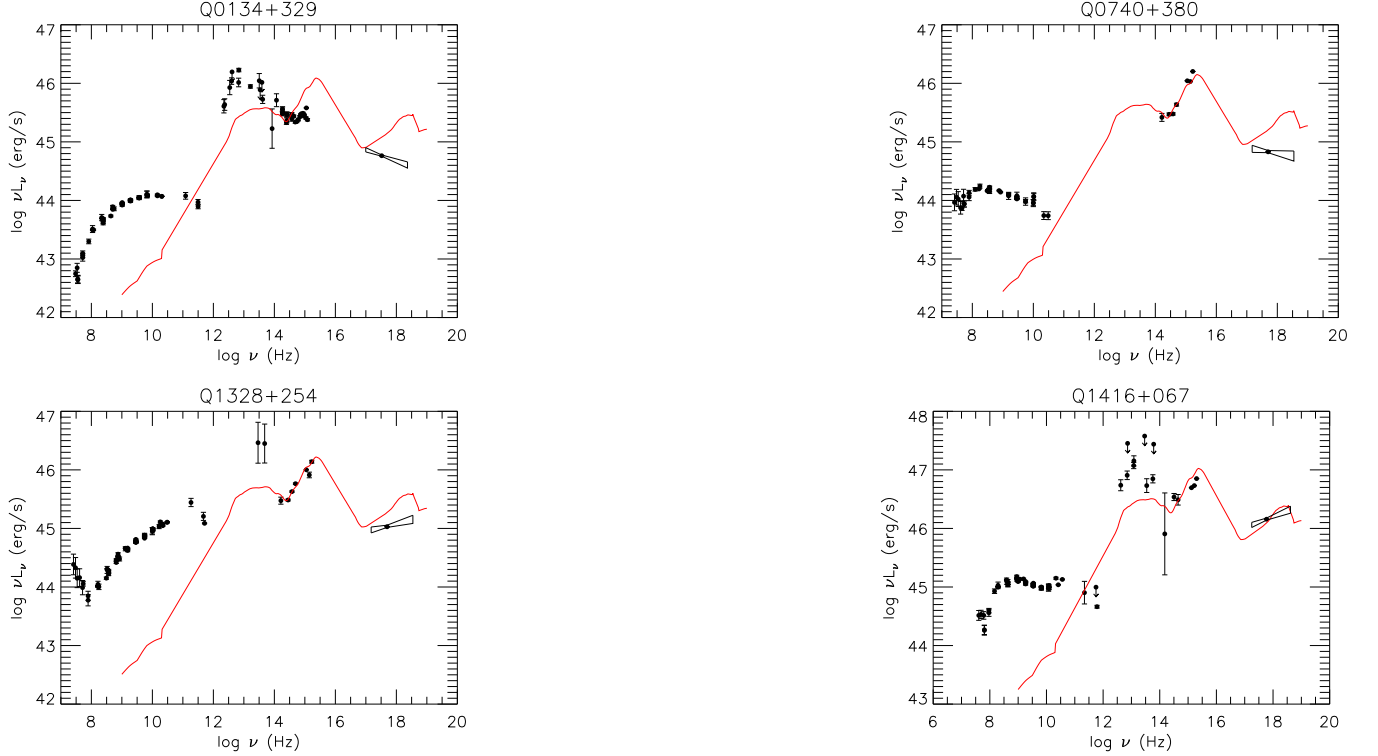 Q0134+329
Q0740+380
47
46
45
44
43
42
log νLν (erg/s)
8 10 12 14 16 18 20
log ν (Hz)
47
46
45
44
43
42
log νLν (erg/s)
8 10 12 14 16 18 20
log ν (Hz)
Q1328+254
Q1416+067
47
46
45
44
43
42
log νLν (erg/s)
8 10 12 14 16 18 20
log ν (Hz)
48
47
46
45
44
43
log νLν (erg/s)
6 8 10 12 14 16 18 20
log ν (Hz)